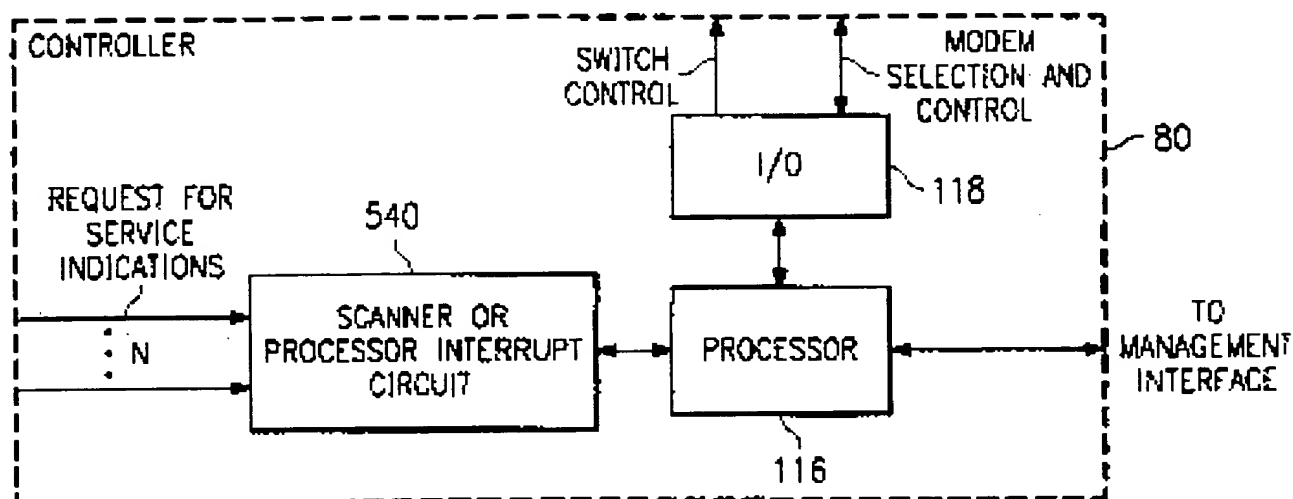 CONTROLLER
SWITCH
CONTROL
MODEM
SELECTION AND
CONTROL
80
I/O
118
REQUEST FOR
SERVICE
INDICATIONS
540
N
SCANNER OR
PROCESSOR INTERRUPT
CIRCUIT
PROCESSOR
116
TO
MANAGEMENT
INTERFACE